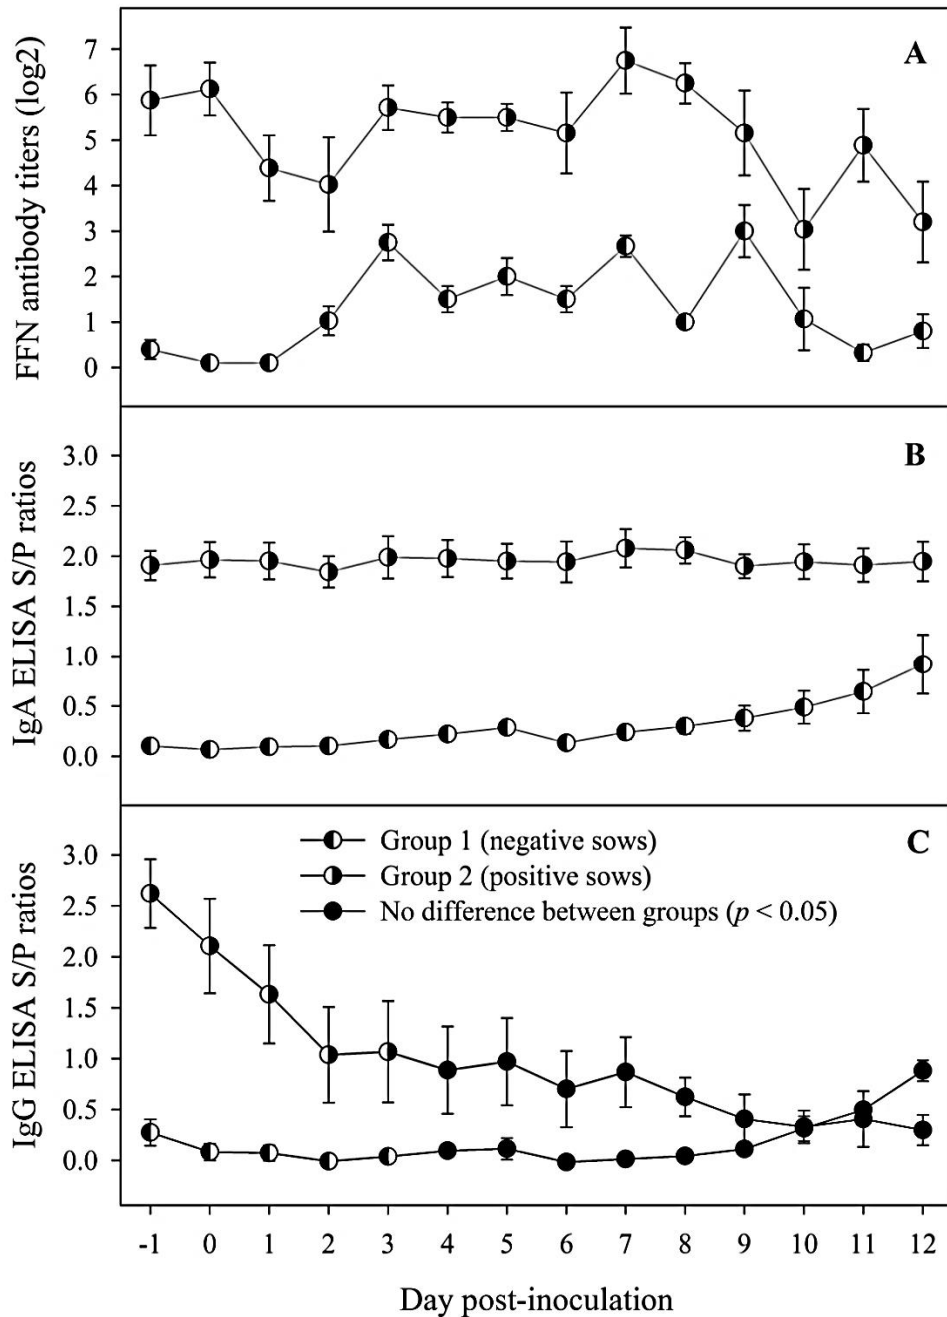 A
FFN antibody titers (log2)
7
6
5
4
3
2
1
0
B
IgA ELISA S/P ratios
3.0
2.5
2.0
1.5
1.0
0.5
0.0
C
IgG ELISA S/P ratios
3.0
2.5
2.0
1.5
1.0
0.5
0.0
Group 1 (negative sows)
Group 2 (positive sows)
No difference between groups (p < 0.05)
-1 0 1 2 3 4 5 6 7 8 9 10 11 12
Day post-inoculation